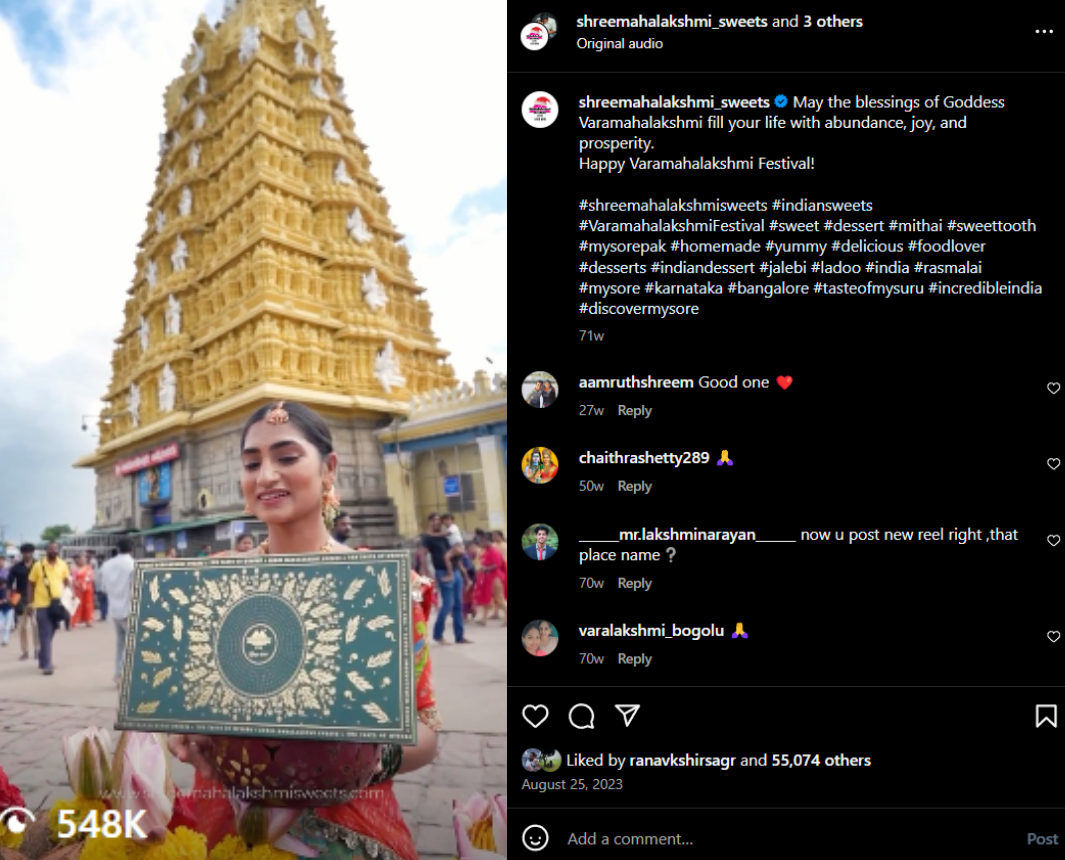 shreemahalakshmi_sweets and 3 others
Original audio
shreemahalakshmi_sweets May the blessings of Goddess
Varamahalakshmi fill your life with abundance, joy, and
prosperity.
Happy Varamahalakshmi Festival!
#shreemahalakshmisweets #indiansweets
#VaramahalakshmiFestival #sweet #dessert #mithai #sweettooth
#mysorepak #homemade #yummy #delicious #foodlover
#desserts #indiandessert #jalebi #ladoo #india #rasmalai
#mysore #karnataka #bangalore #tasteofmysuru #incredibleindia
#discovermysore
71w
aamruthshreem Good one ❤️
27w Reply
chaithrashetty289 🙏
50w Reply
______mr.lakshminarayan______ now u post new reel right ,that
place name ❔
70w Reply
varalakshmi_bogolu 🙏
70w Reply
Liked by ranavkshirsagr and 55,074 others
August 25, 2023
Add a comment...
Post
www.shreemahalakshmisweets.com
548K